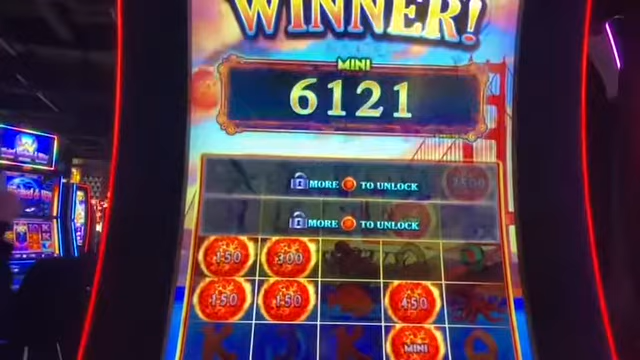 WINNER!
MINI
6121
MORE TO UNLOCK
MORE TO UNLOCK
150 300
150 150 450
MINI
K K